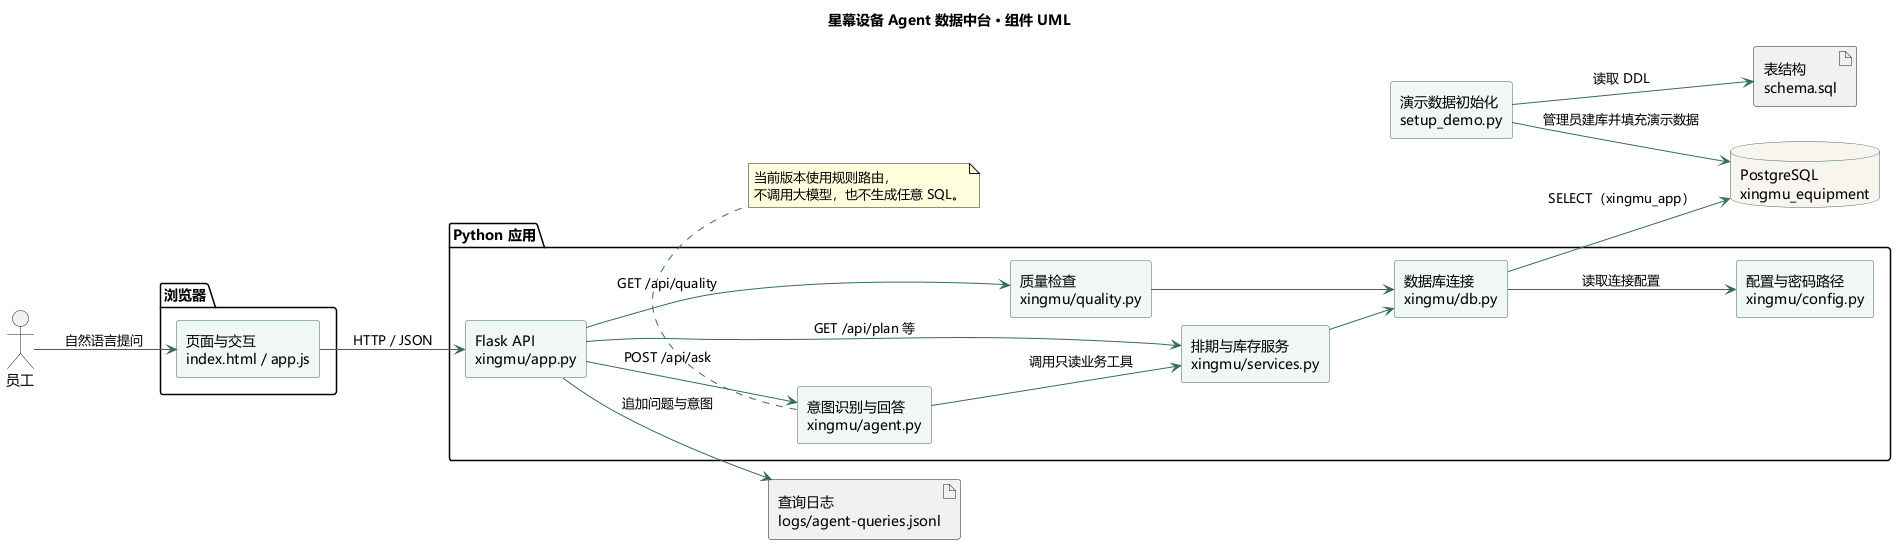 星幕设备 Agent 数据中台 • 组件 UML
表结构
schema.sql
读取 DDL
演示数据初始化
setup_demo.py
管理员建库并填充演示数据
PostgreSQL
xingmu_equipment
当前版本使用规则路由，
不调用大模型，也不生成任意 SQL。
SELECT（xingmu_app）
Python 应用
GET /api/quality
质量检查
xingmu/quality.py
数据库连接
xingmu/db.py
读取连接配置
配置与密码路径
xingmu/config.py
浏览器
员工
自然语言提问
页面与交互
index.html / app.js
HTTP / JSON
Flask API
xingmu/app.py
GET /api/plan 等
排期与库存服务
xingmu/services.py
POST /api/ask
调用只读业务工具
意图识别与回答
xingmu/agent.py
追加问题与意图
查询日志
logs/agent-queries.jsonl